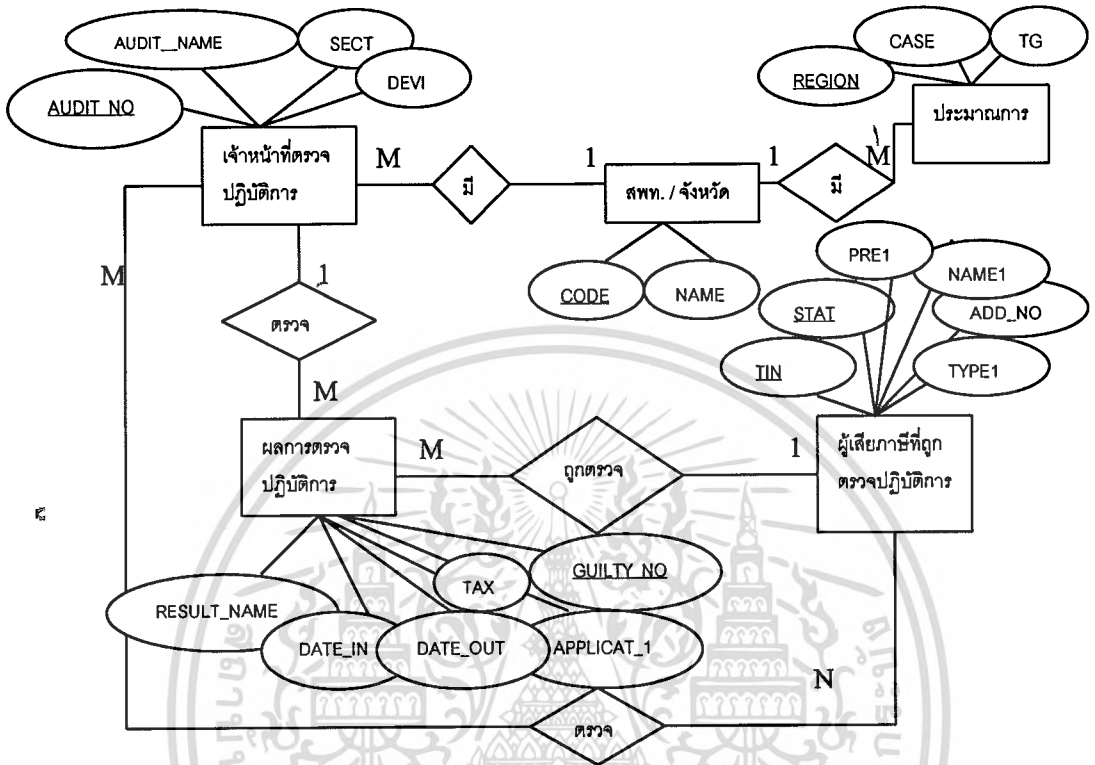 AUDIT_NAME
SECT
DEVI
AUDIT_NO
CASE
TG
REGION
เจ้าหน้าที่ตรวจ
ปฏิบัติการ
M
มี
1
สพท. / จังหวัด
1
มี
M
ประมาณการ
CODE
NAME
PRE1
NAME1
STAT
ADD_NO
TIN
TYPE1
M
1
ตรวจ
M
ผลการตรวจ
ปฏิบัติการ
M
ถูกตรวจ
1
ผู้เสียภาษีที่ถูก
ตรวจปฏิบัติการ
RESULT_NAME
DATE_IN
DATE_OUT
TAX
GUILTY_NO
APPLICAT_1
N
ตรวจ